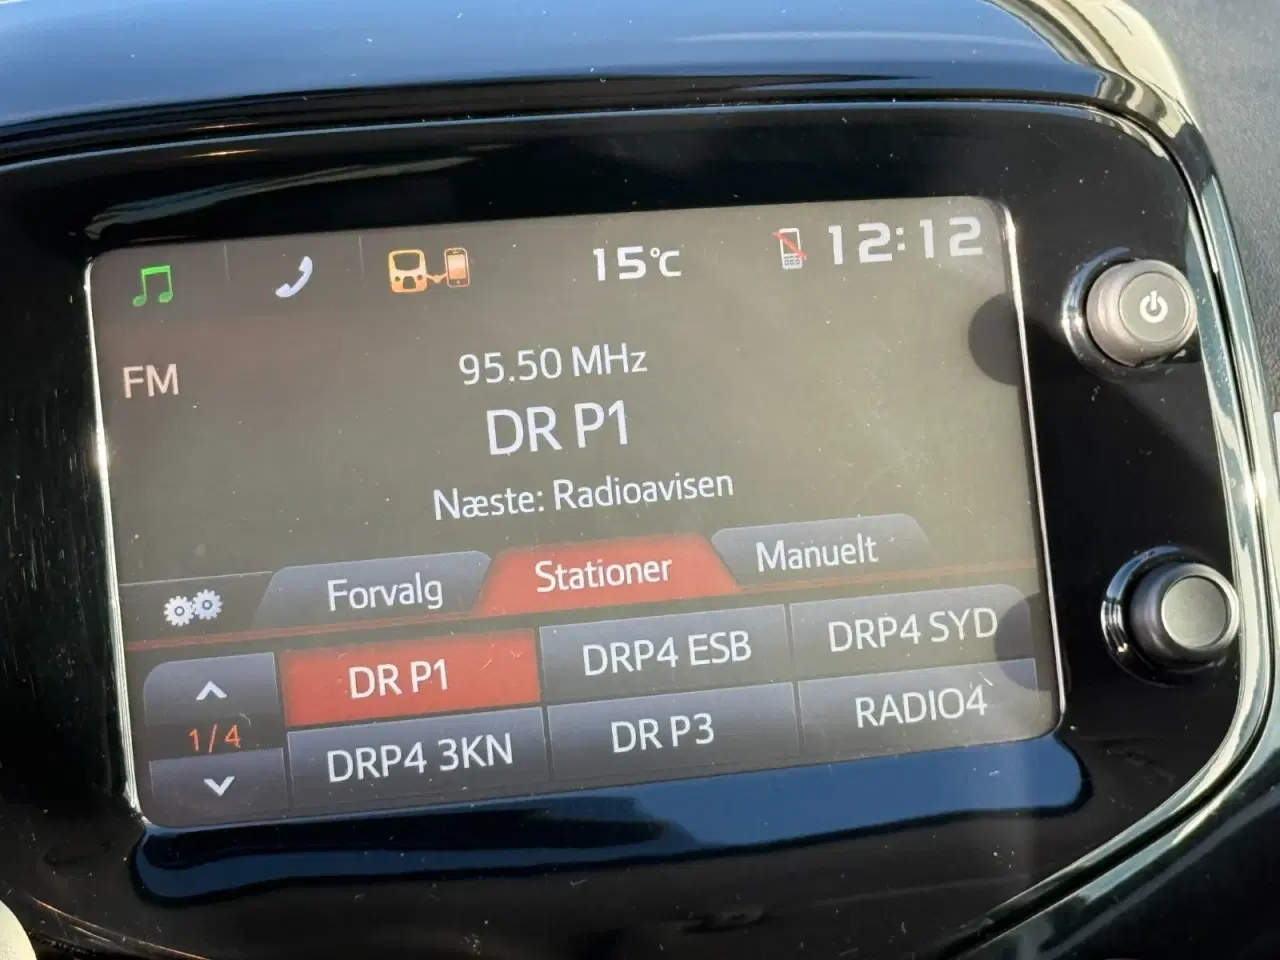 15°C
12:12
FM
95.50 MHz
DR P1
Næste: Radioavisen
Forvalg
Stationer
Manuelt
DR P1
DRP4 ESB
DRP4 SYD
1/4
DRP4 3KN
DR P3
RADIO4